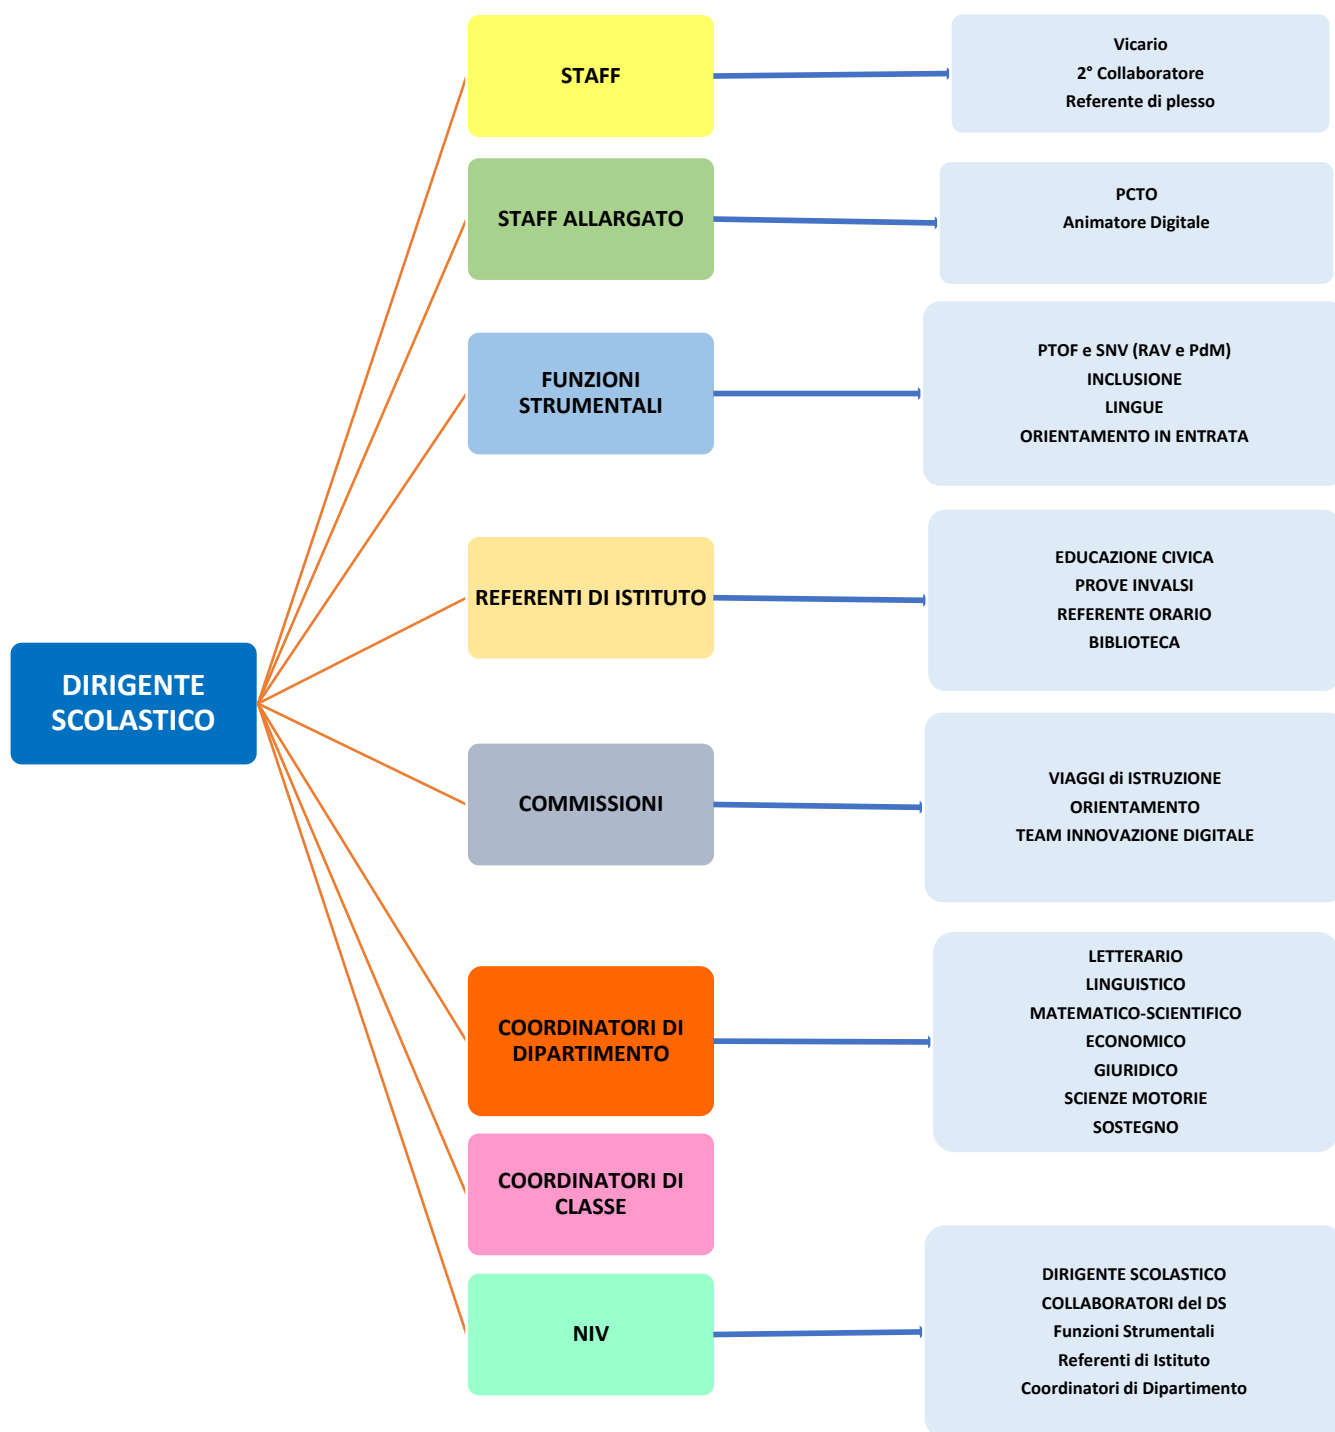 STAFF
Vicario
2° Collaboratore
Referente di plesso
STAFF ALLARGATO
PCTO
Animatore Digitale
FUNZIONI
STRUMENTALI
PTOF e SNV (RAV e PdM)
INCLUSIONE
LINGUE
ORIENTAMENTO IN ENTRATA
REFERENTI DI ISTITUTO
EDUCAZIONE CIVICA
PROVE INVALSI
REFERENTE ORARIO
BIBLIOTECA
DIRIGENTE
SCOLASTICO
COMMISSIONI
VIAGGI di ISTRUZIONE
ORIENTAMENTO
TEAM INNOVAZIONE DIGITALE
COORDINATORI DI
DIPARTIMENTO
LETTERARIO
LINGUISTICO
MATEMATICO-SCIENTIFICO
ECONOMICO
GIURIDICO
SCIENZE MOTORIE
SOSTEGNO
COORDINATORI DI
CLASSE
NIV
DIRIGENTE SCOLASTICO
COLLABORATORI del DS
Funzioni Strumentali
Referenti di Istituto
Coordinatori di Dipartimento